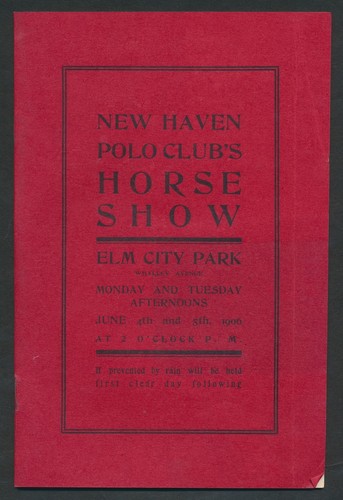 NEW HAVEN
POLO CLUB'S
HORSE
SHOW
ELM CITY PARK
MONDAY AND TUESDAY
AFTERNOONS
JUNE 4th and 5th, 1906
AT 2 O'CLOCK P. M.
If prevented by rain will be held
first clear day following